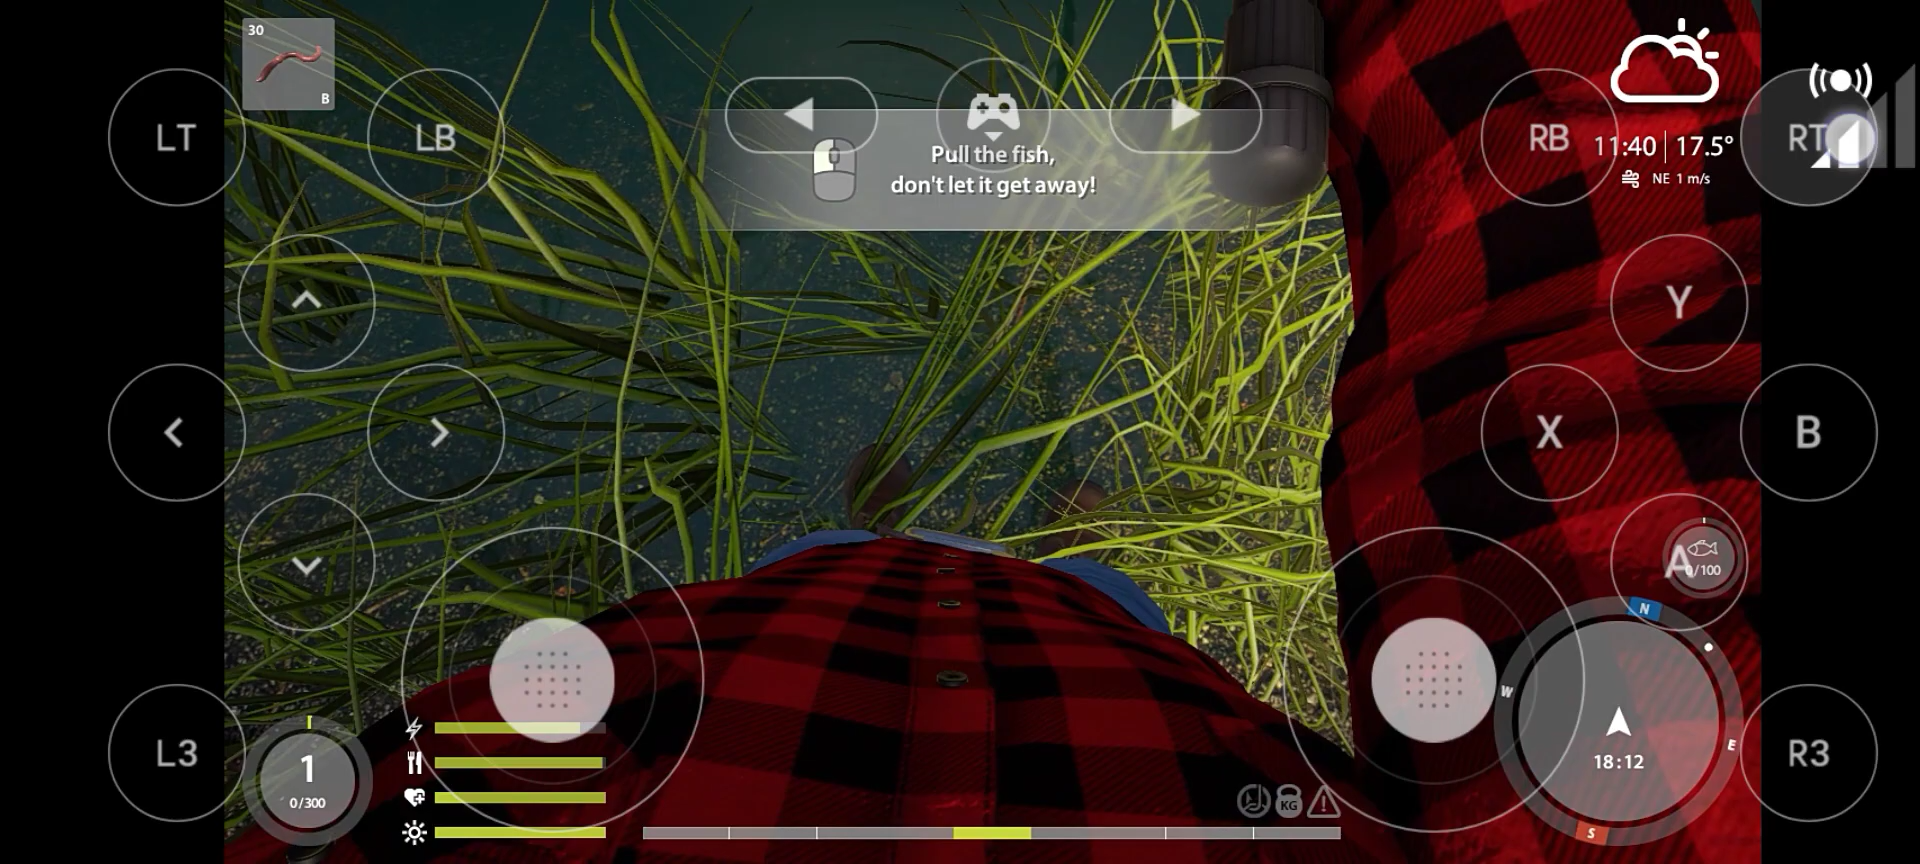 30
B
LT
LB
Pull the fish,
don't let it get away!
RB
11:40 | 17.5°
NE 1 m/s
RT
Y
X
B
A
0/100
N
W
E
S
18:12
L3
1
0/300
KG
R3